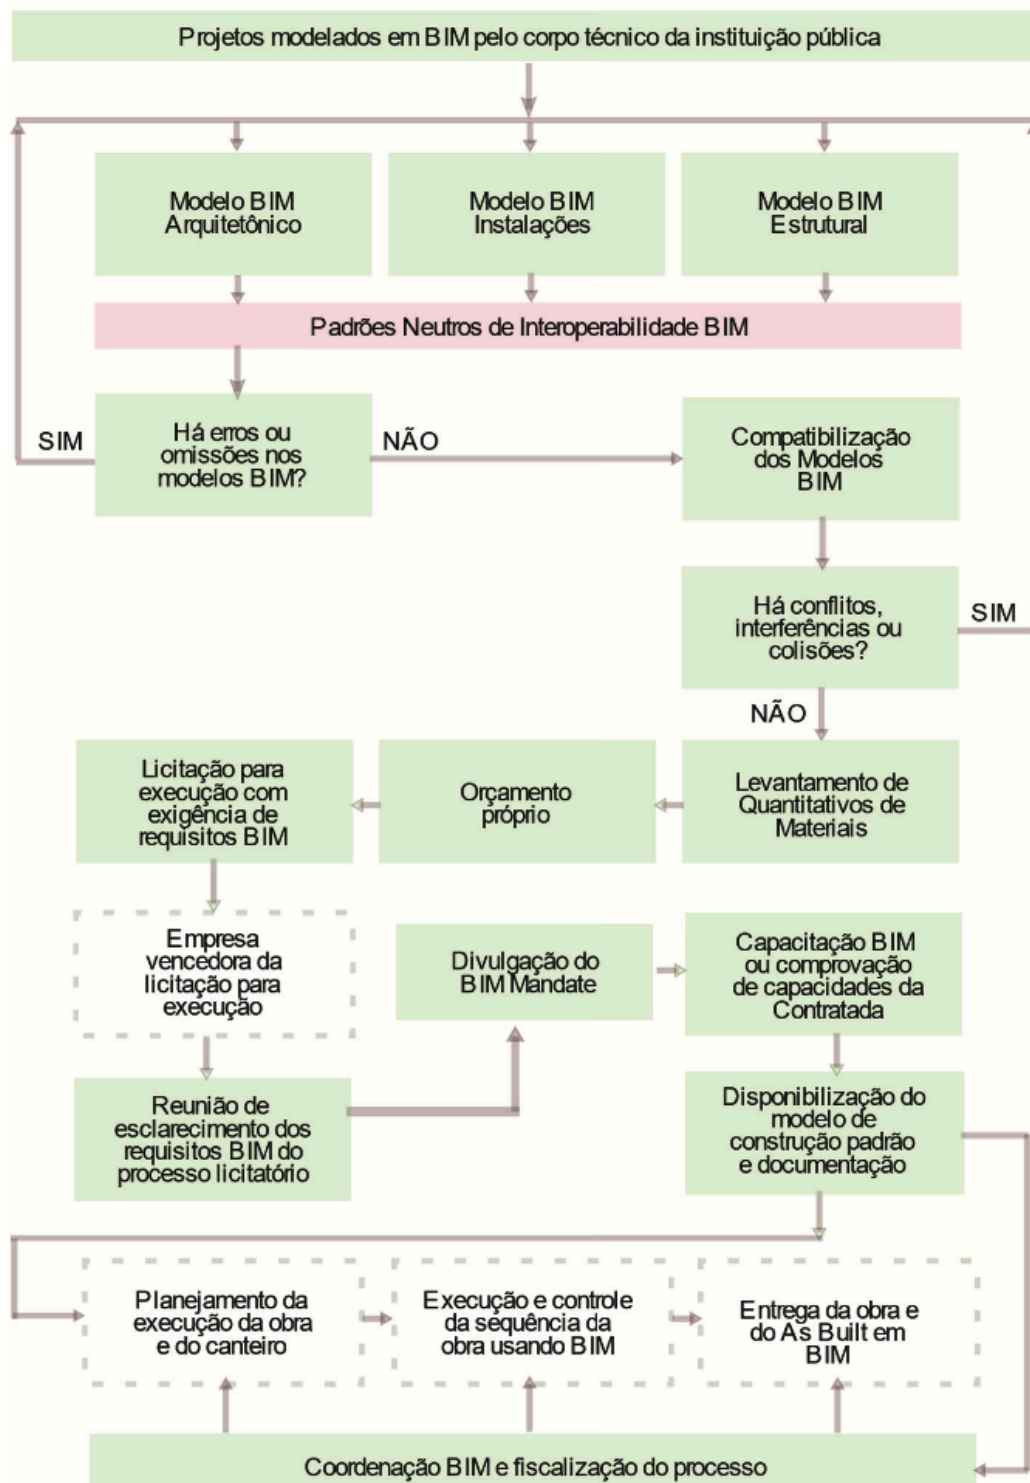 Projetos modelados em BIM pelo corpo técnico da instituição pública
Modelo BIM
Arquitetônico
Modelo BIM
Instalações
Modelo BIM
Estrutural
Padrões Neutros de Interoperabilidade BIM
SIM
Há erros ou
omissões nos
modelos BIM?
NÃO
Compatibilização
dos Modelos
BIM
Há conflitos,
interferências ou
colisões?
SIM
NÃO
Licitação para
execução com
exigência de
requisitos BIM
Orçamento
próprio
Levantamento de
Quantitativos de
Materiais
Empresa
vencedora da
licitação para
execução
Divulgação do
BIM Mandate
Capacitação BIM
ou comprovação
de capacidades da
Contratada
Reunião de
esclarecimento dos
requisitos BIM do
processo licitatório
Disponibilização do
modelo de
construção padrão
e documentação
Planejamento da
execução da obra
e do canteiro
Execução e controle
da sequência da
obra usando BIM
Entrega da obra e
do As Built em
BIM
Coordenação BIM e fiscalização do processo